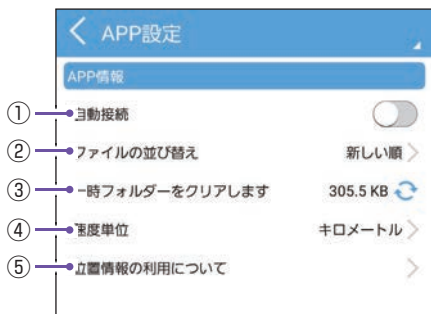 APP設定
APP情報
① 自動接続
② ファイルの並び替え 新しい順
③ 一時フォルダーをクリアします 305.5 KB
④ 速度単位 キロメートル
⑤ 位置情報の利用について